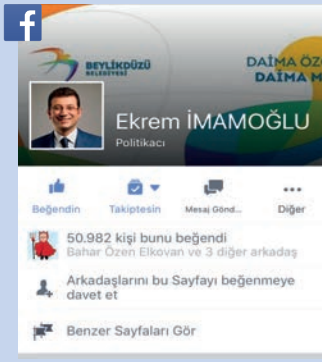 f
BEYLİKDÜZÜ
BELEDİYESİ
DAİMA ÖZ
DAİMA M
Ekrem İMAMOĞLU
Politikacı
Beğendin
Takiptesin
Mesaj Gönd...
Diğer
50.982 kişi bunu beğendi
Bahar Özen Elkovan ve 3 diğer arkadaş
Arkadaşlarını bu Sayfayı beğenmeye
davet et
Benzer Sayfaları Gör